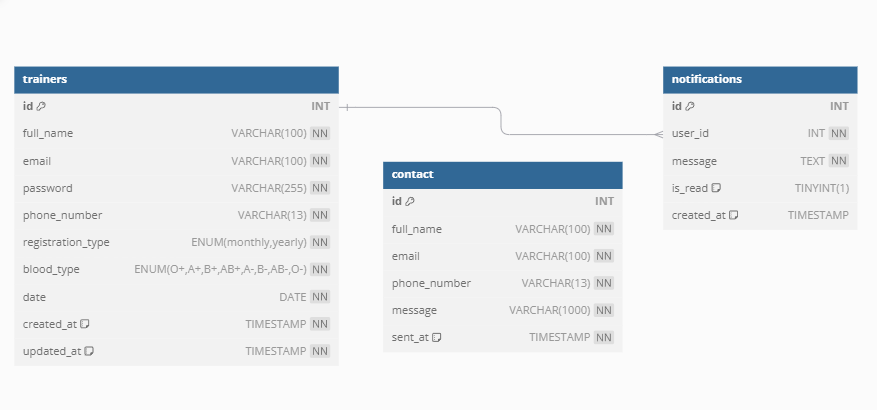 trainers
id INT
full_name VARCHAR(100) NN
email VARCHAR(100) NN
password VARCHAR(255) NN
phone_number VARCHAR(13) NN
registration_type ENUM(monthly,yearly) NN
blood_type ENUM(O+,A+,B+,AB+,A-,B-,AB-,O-) NN
date DATE NN
created_at TIMESTAMP NN
updated_at TIMESTAMP NN
contact
id INT
full_name VARCHAR(100) NN
email VARCHAR(100) NN
phone_number VARCHAR(13) NN
message VARCHAR(1000) NN
sent_at TIMESTAMP NN
notifications
id INT
user_id INT NN
message TEXT NN
is_read TINYINT(1)
created_at TIMESTAMP